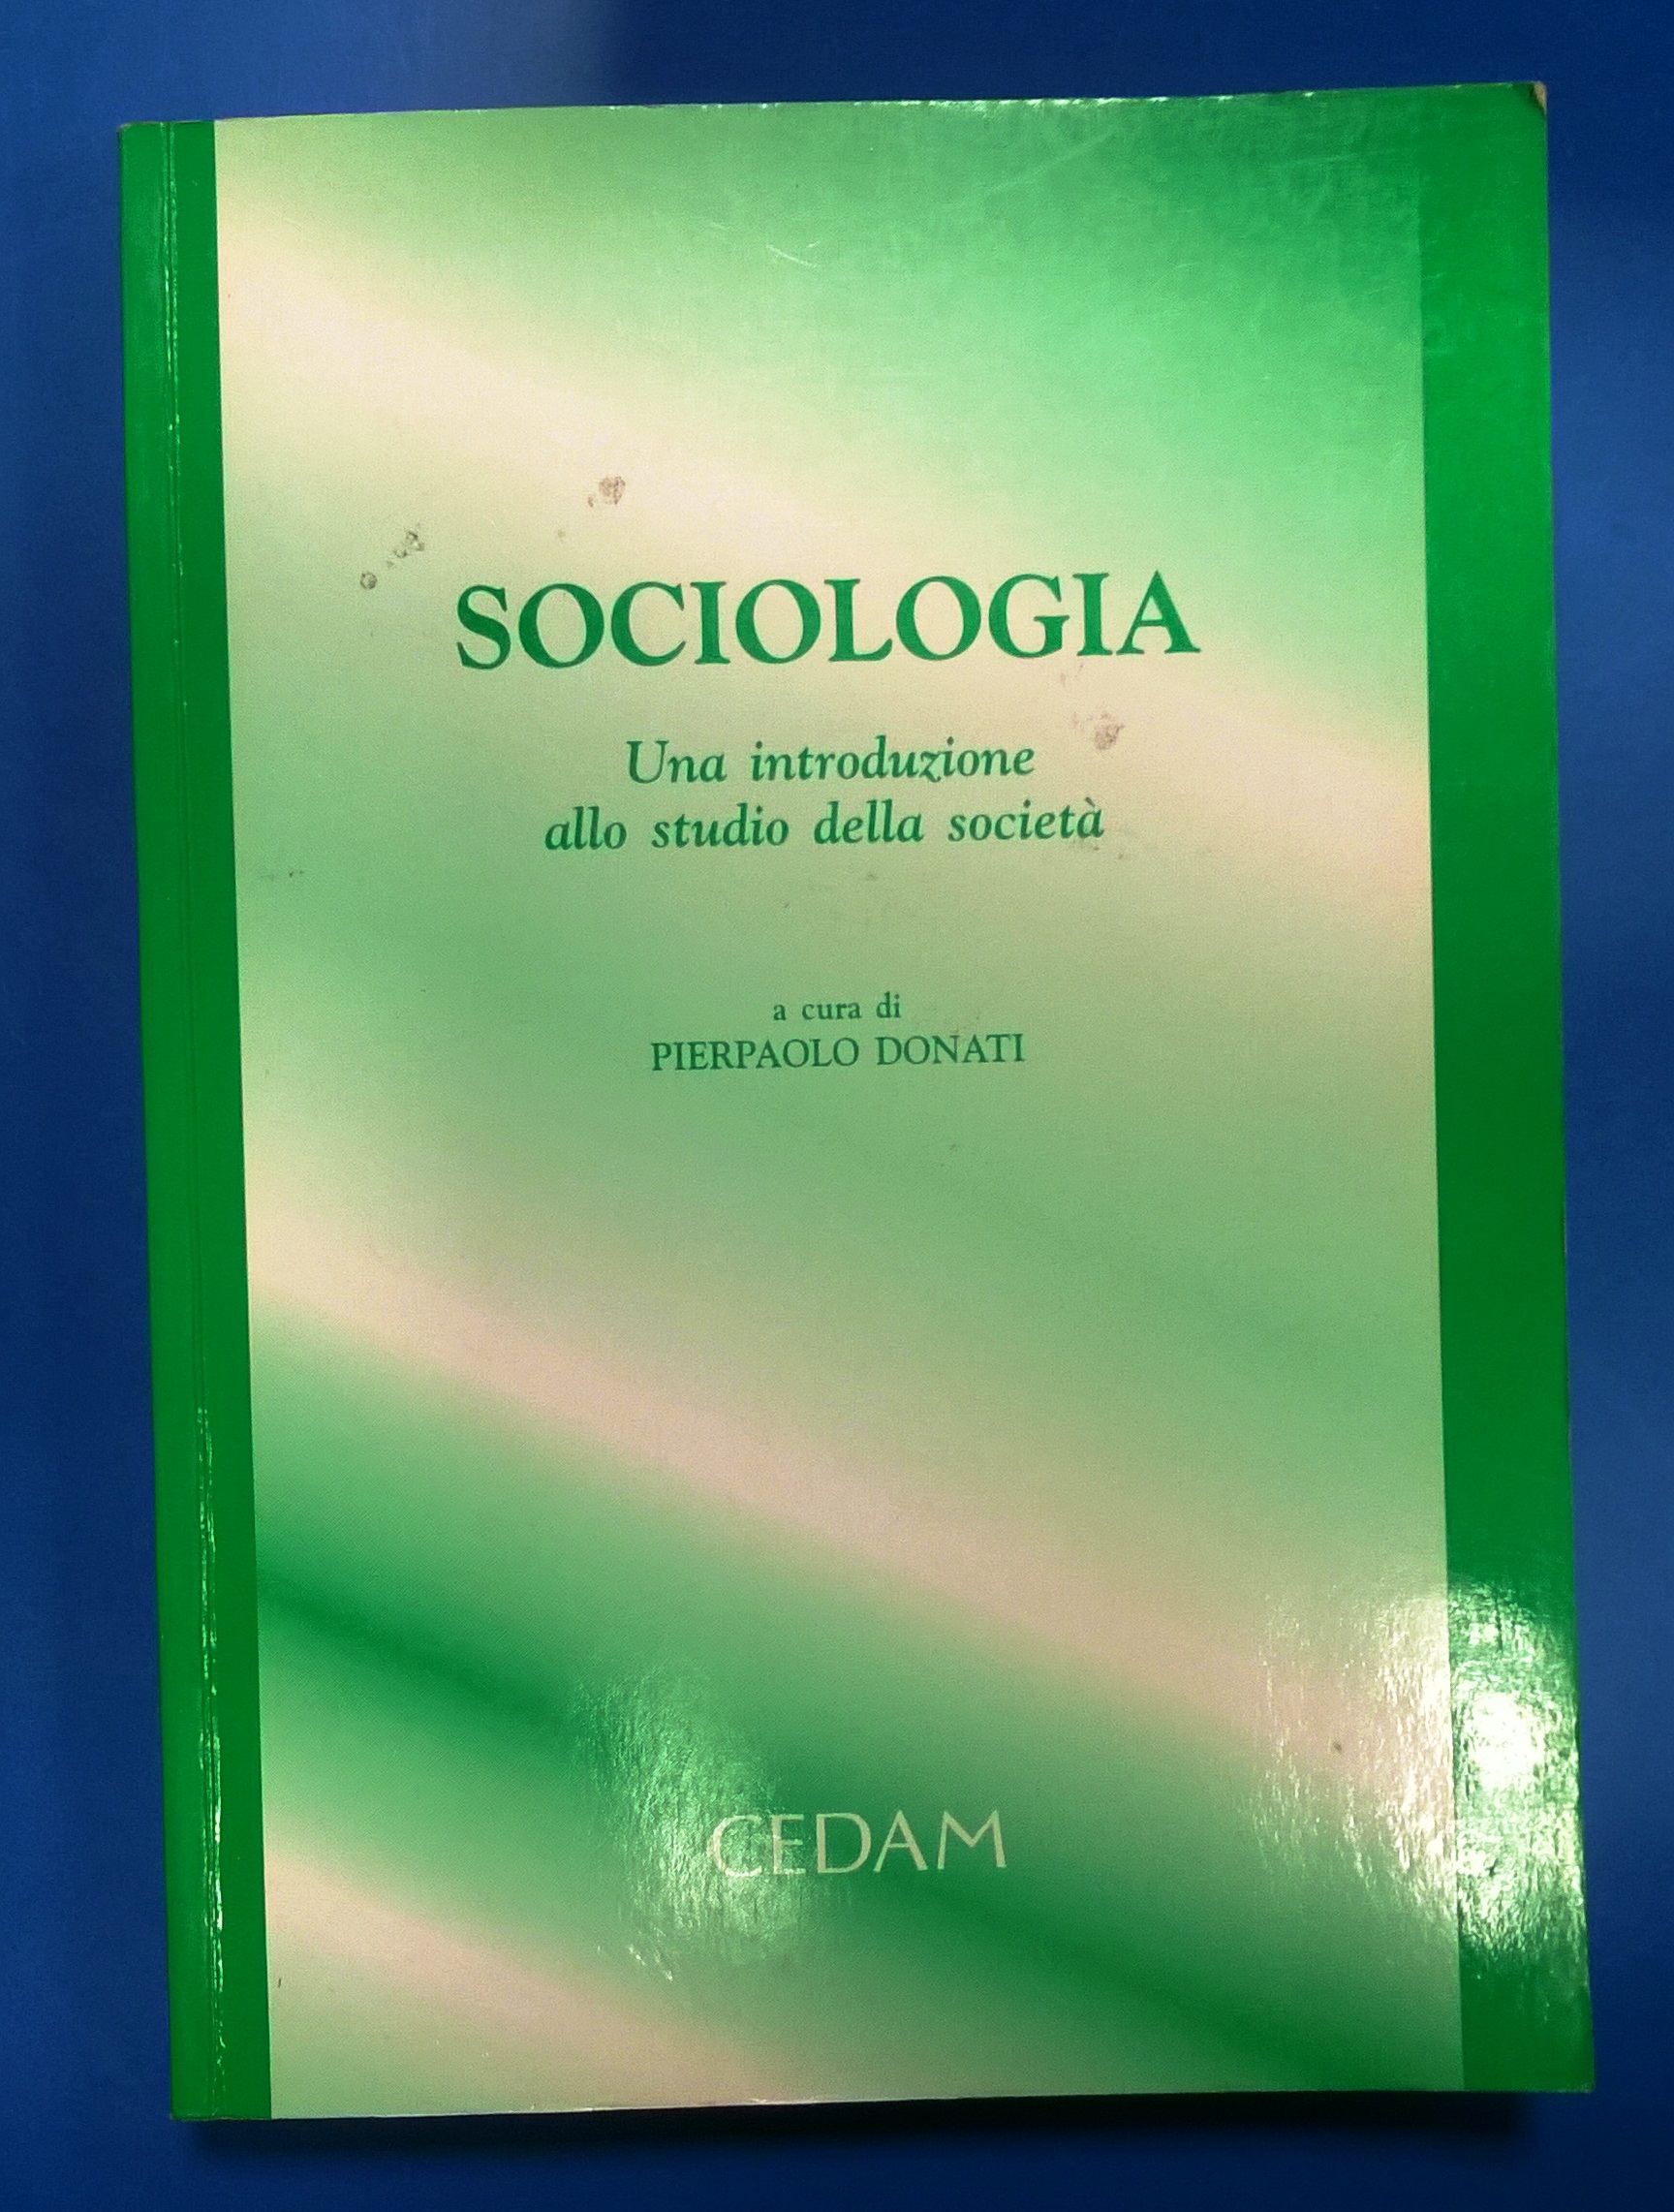 SOCIOLOGIA
Una introduzione
allo studio della società
a cura di
PIERPAOLO DONATI
CEDAM